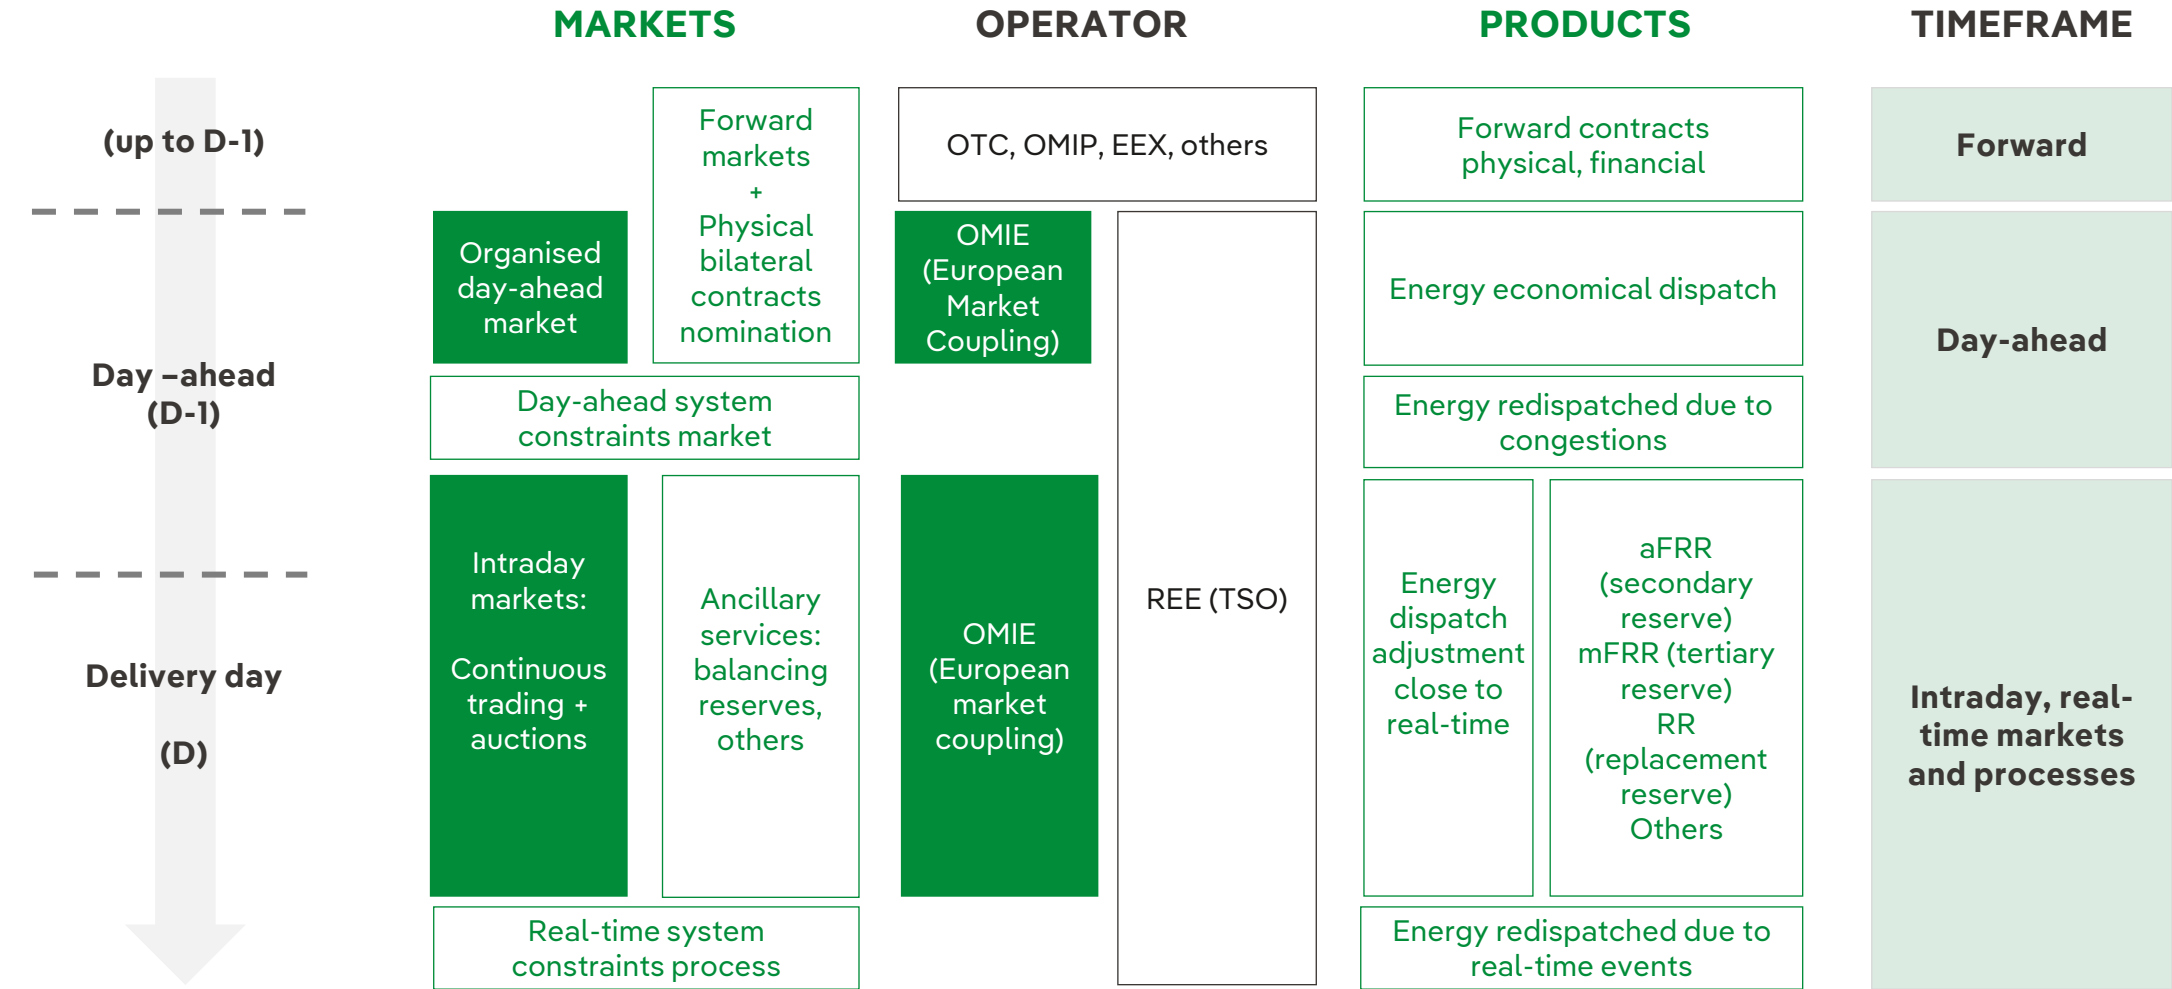 MARKETS
OPERATOR
PRODUCTS
TIMEFRAME
(up to D-1)
Forward
markets
+
Physical
bilateral
contracts
nomination
OTC, OMIP, EEX, others
Forward contracts
physical, financial
Forward
Day –ahead
(D-1)
Organised
day-ahead
market
OMIE
(European
Market
Coupling)
Energy economical dispatch
Day-ahead
Day-ahead system
constraints market
Energy redispatched due to
congestions
Delivery day
(D)
Intraday
markets:
Continuous
trading +
auctions
Ancillary
services:
balancing
reserves,
others
OMIE
(European
market
coupling)
REE (TSO)
Energy
dispatch
adjustment
close to
real-time
aFRR
(secondary
reserve)
mFRR (tertiary
reserve)
RR
(replacement
reserve)
Others
Intraday, real-
time markets
and processes
Real-time system
constraints process
Energy redispatched due to
real-time events